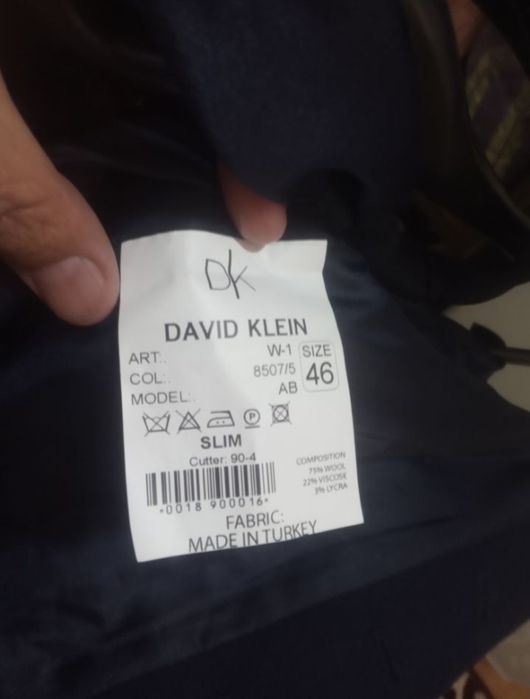 DK
DAVID KLEIN
ART:. W-1
COL:. 8507/5
MODEL:. AB
SIZE
46
P
SLIM
Cutter: 90-4
COMPOSITION
75% WOOL
22% VISCOSE
3% LYCRA
*0018 900016*
FABRIC:
MADE IN TURKEY